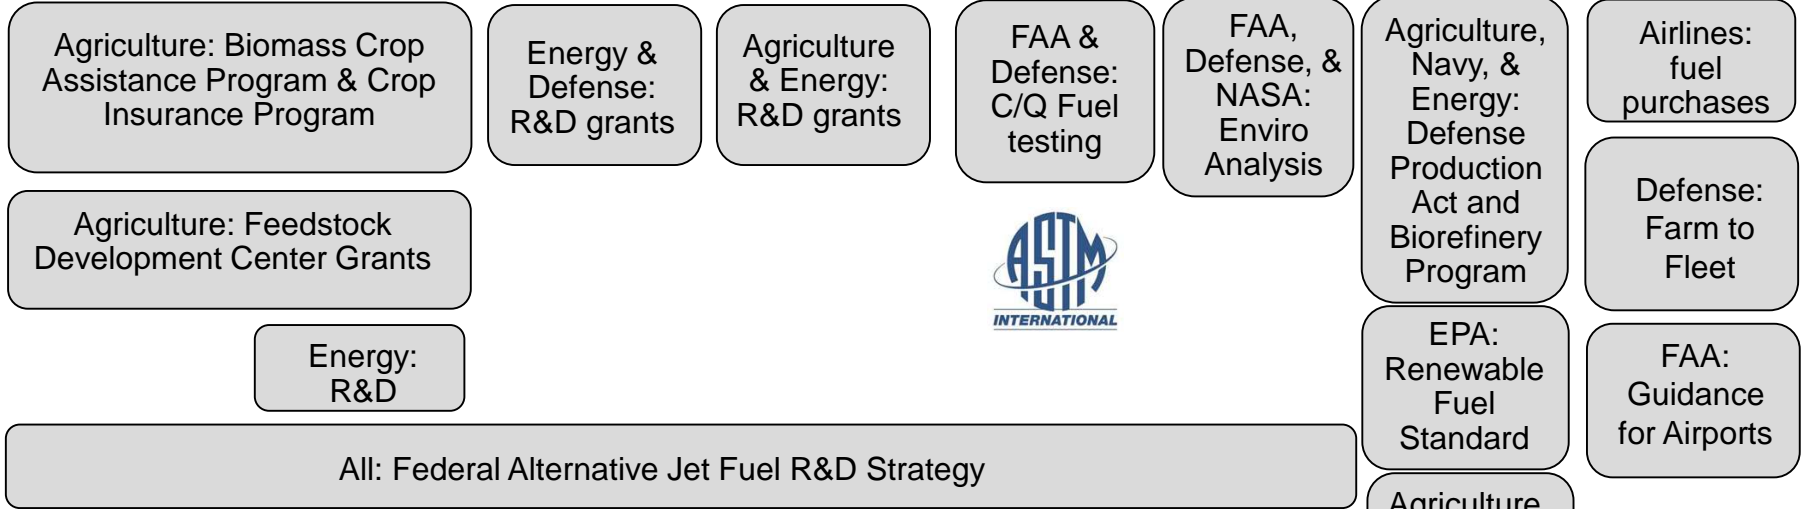 Agriculture: Biomass Crop
Assistance Program & Crop
Insurance Program
Energy &
Defense:
R&D grants
Agriculture
& Energy:
R&D grants
FAA &
Defense:
C/Q Fuel
testing
FAA,
Defense, &
NASA:
Enviro
Analysis
Agriculture,
Navy, &
Energy:
Defense
Production
Act and
Biorefinery
Program
Airlines:
fuel
purchases
Agriculture: Feedstock
Development Center Grants
ASTM
INTERNATIONAL
Defense:
Farm to
Fleet
Energy:
R&D
EPA:
Renewable
Fuel
Standard
FAA:
Guidance
for Airports
All: Federal Alternative Jet Fuel R&D Strategy
Agriculture